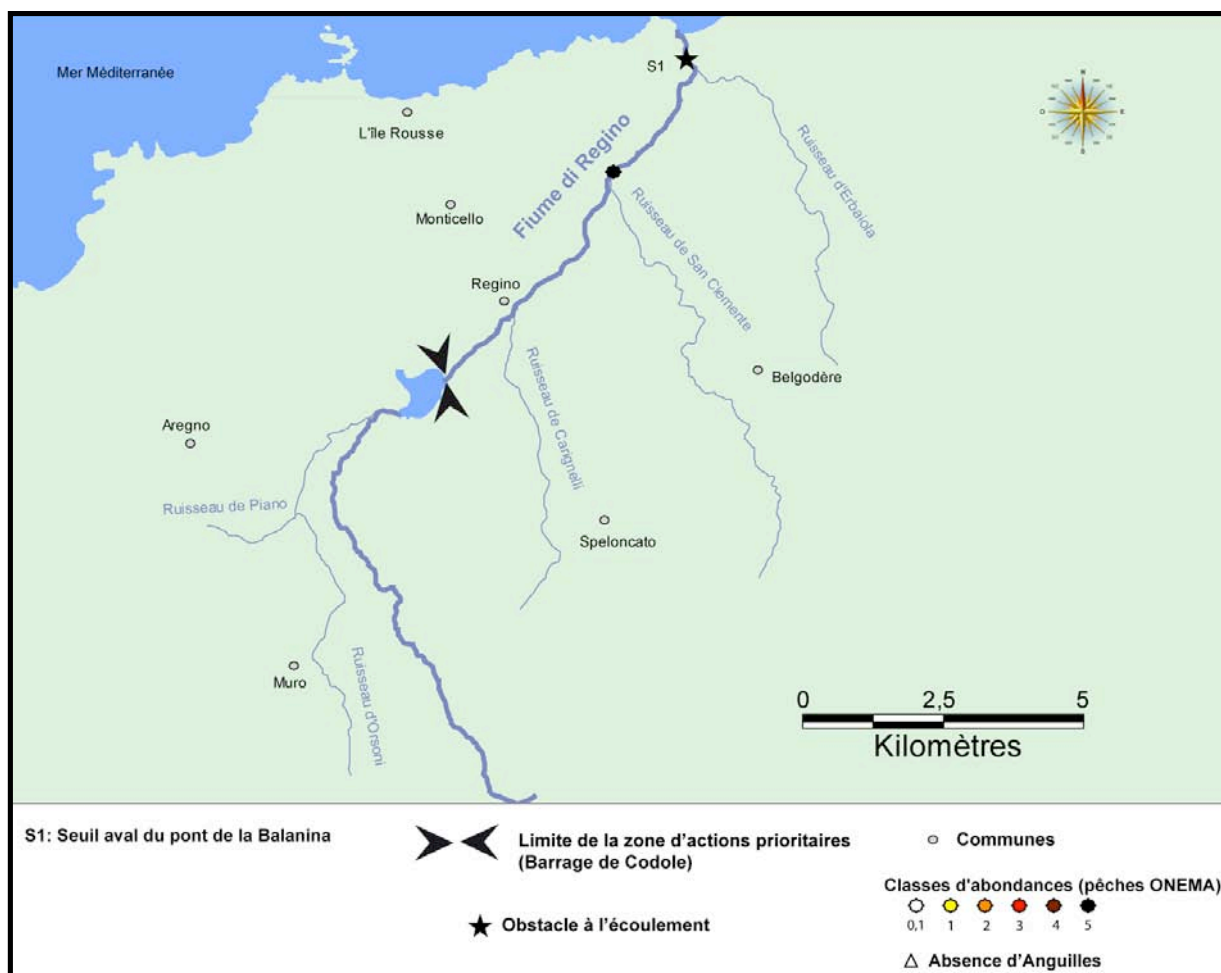 Mer Méditerranée
S1
L'île Rousse
Fiume di Regino
Ruisseau d'Erbaiola
Monticello
Ruisseau de San Clemente
Regino
Belgodère
Aregno
Ruisseau de Carignelli
Ruisseau de Piano
Speloncato
Muro
Ruisseau d'Orsoni
N
O
E
S
0 2,5 5
Kilomètres
S1: Seuil aval du pont de la Balanina
Limite de la zone d'actions prioritaires
(Barrage de Codole)
Communes
Classes d'abondances (pêches ONEMA)
0,1 1 2 3 4 5
Obstacle à l'écoulement
Absence d'Anguilles